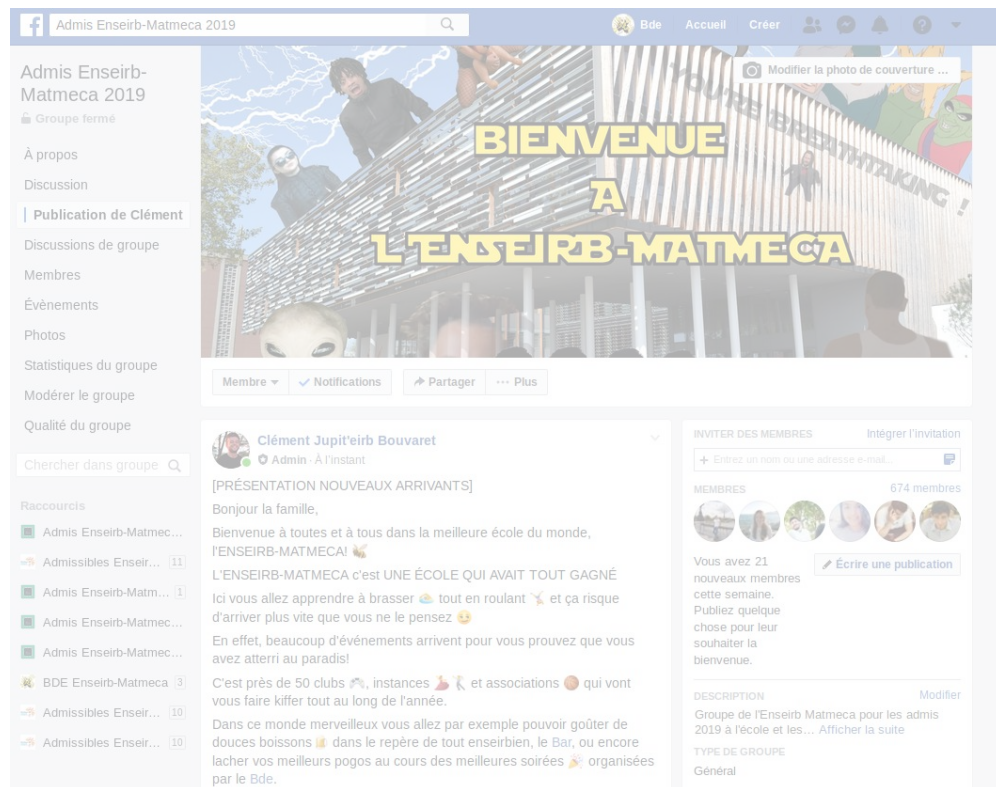 Admis Enseirb-Matmeca 2019
Bde
Accueil
Créer
Admis Enseirb-
Matmeca 2019
Groupe fermé
À propos
Discussion
Publication de Clément
Discussions de groupe
Membres
Évènements
Photos
Statistiques du groupe
Modérer le groupe
Qualité du groupe
Chercher dans groupe
Raccourcis
Admis Enseirb-Matmec...
Admissibles Enseir... 11
Admis Enseirb-Matm... 1
Admis Enseirb-Matmec...
Admis Enseirb-Matmec...
BDE Enseirb-Matmeca 3
Admissibles Enseir... 10
Admissibles Enseir... 10
Modifier la photo de couverture ...
YOU'RE BREATHTAKING !
BIENVENUE
A
L'ENSEIRB-MATMECA
Membre
Notifications
Partager
Plus
Clément Jupit'eirb Bouvaret
Admin · À l'instant
[PRÉSENTATION NOUVEAUX ARRIVANTS]
Bonjour la famille,
Bienvenue à toutes et à tous dans la meilleure école du monde,
l'ENSEIRB-MATMECA!
L'ENSEIRB-MATMECA c'est UNE ÉCOLE QUI AVAIT TOUT GAGNÉ
Ici vous allez apprendre à brasser tout en roulant et ça risque
d'arriver plus vite que vous ne le pensez
En effet, beaucoup d'événements arrivent pour vous prouvez que vous
avez atterri au paradis!
C'est près de 50 clubs, instances et associations qui vont
vous faire kiffer tout au long de l'année.
Dans ce monde merveilleux vous allez par exemple pouvoir goûter de
douces boissons dans le repère de tout enseirbien, le Bar, ou encore
lacher vos meilleurs pogos au cours des meilleures soirées organisées
par le Bde.
INVITER DES MEMBRES
Intégrer l'invitation
Entrez un nom ou une adresse e-mail...
MEMBRES
674 membres
Vous avez 21
nouveaux membres
cette semaine.
Publiez quelque
chose pour leur
souhaiter la
bienvenue.
Écrire une publication
DESCRIPTION
Modifier
Groupe de l'Enseirb Matmeca pour les admis
2019 à l'école et les... Afficher la suite
TYPE DE GROUPE
Général